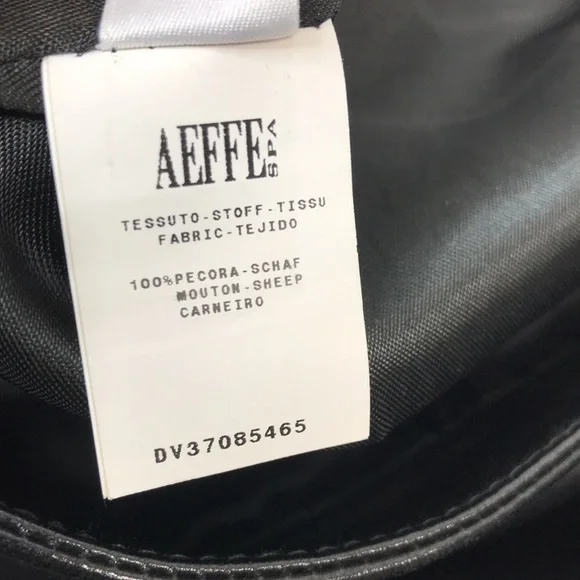 AEFFE SPA
TESSUTO-STOFF-TISSU
FABRIC-TEJIDO
100%PECORA-SCHAF
MOUTON-SHEEP
CARNEIRO
DV37085465